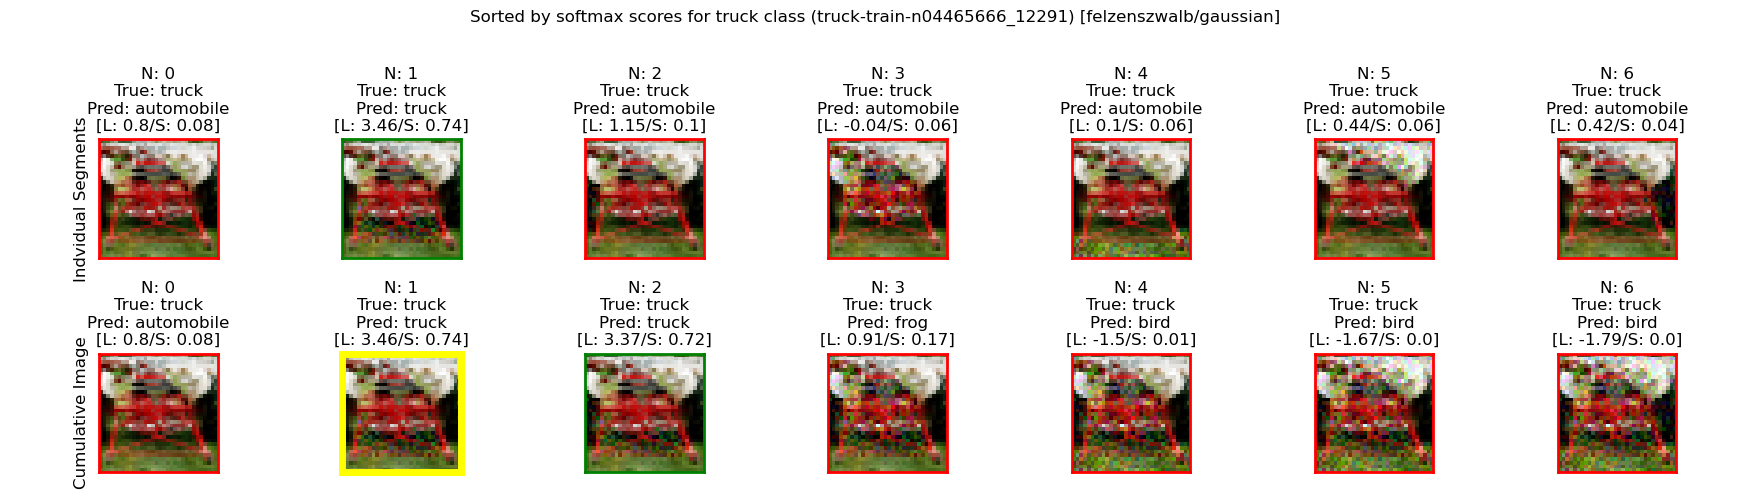 Sorted by softmax scores for truck class (truck-train-n04465666_12291) [felzenszwalb/gaussian]
Indvidual Segments
N: 0
True: truck
Pred: automobile
[L: 0.8/S: 0.08]
N: 1
True: truck
Pred: truck
[L: 3.46/S: 0.74]
N: 2
True: truck
Pred: automobile
[L: 1.15/S: 0.1]
N: 3
True: truck
Pred: automobile
[L: -0.04/S: 0.06]
N: 4
True: truck
Pred: automobile
[L: 0.1/S: 0.06]
N: 5
True: truck
Pred: automobile
[L: 0.44/S: 0.06]
N: 6
True: truck
Pred: automobile
[L: 0.42/S: 0.04]
Cumulative Image
N: 0
True: truck
Pred: automobile
[L: 0.8/S: 0.08]
N: 1
True: truck
Pred: truck
[L: 3.46/S: 0.74]
N: 2
True: truck
Pred: truck
[L: 3.37/S: 0.72]
N: 3
True: truck
Pred: frog
[L: 0.91/S: 0.17]
N: 4
True: truck
Pred: bird
[L: -1.5/S: 0.01]
N: 5
True: truck
Pred: bird
[L: -1.67/S: 0.0]
N: 6
True: truck
Pred: bird
[L: -1.79/S: 0.0]